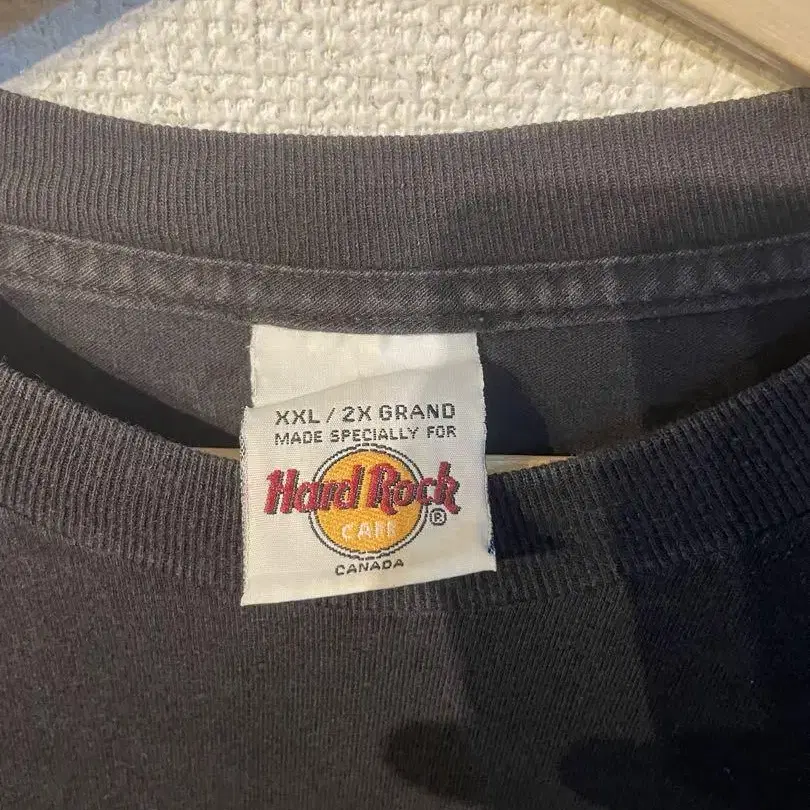 XXL / 2X GRAND
MADE SPECIALLY FOR
Hard Rock
CAFE
®
CANADA